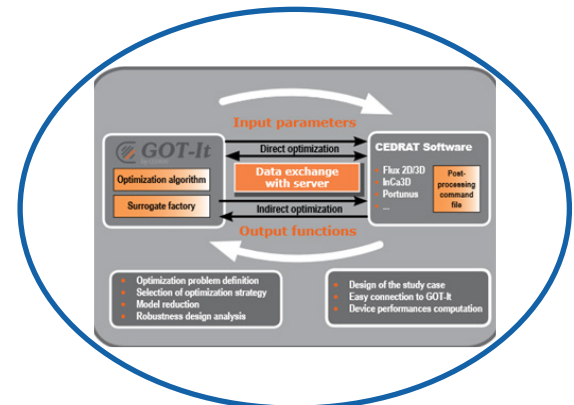 Input parameters
GOT-It
by CEDRAT
Direct optimization
CEDRAT Software
Optimization algorithm
Data exchange
with server
Flux 2D/3D
InCa3D
Portunus
...
Post-
processing
command
file
Surrogate factory
Indirect optimization
Output functions
Optimization problem definition
Selection of optimization strategy
Model reduction
Robustness design analysis
Design of the study case
Easy connection to GOT-It
Device performances computation